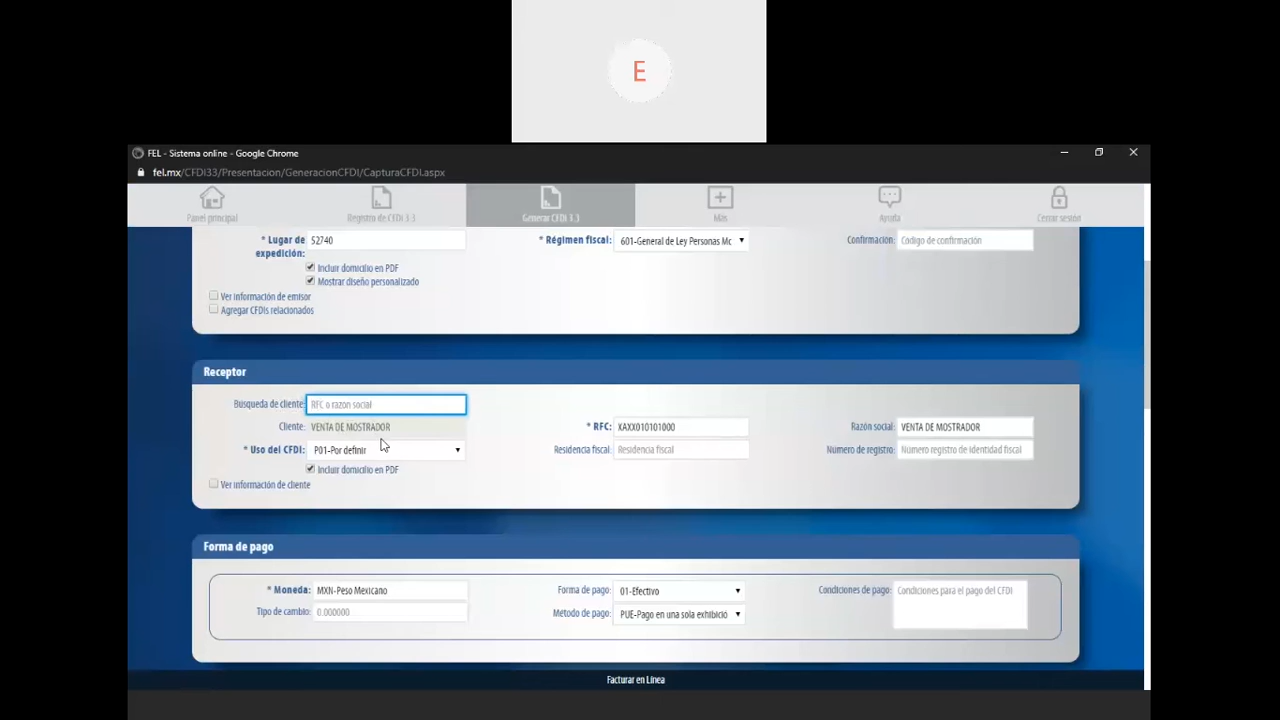 E
FEL - Sistema online - Google Chrome
fel.mx/CFDI33/Presentacion/GeneracionCFDI/CapturaCFDI.aspx
Panel principal
Registro de CFDI 3.3
Generar CFDI 3.3
Más
Ayuda
Cerrar sesión
* Lugar de expedición: 52740
* Régimen fiscal: 601-General de Ley Personas Mc
Confirmación: Código de confirmación
Incluir domicilio en PDF
Mostrar diseño personalizado
Ver información de emisor
Agregar CFDIs relacionados
Receptor
Búsqueda de cliente: RFC o razón social
Cliente: VENTA DE MOSTRADOR
* RFC: XAXX010101000
Razón social: VENTA DE MOSTRADOR
* Uso del CFDI: P01-Por definir
Residencia fiscal: Residencia fiscal
Número de registro: Número registro de identidad fiscal
Incluir domicilio en PDF
Ver información de cliente
Forma de pago
* Moneda: MXN-Peso Mexicano
Forma de pago: 01-Efectivo
Condiciones de pago: Condiciones para el pago del CFDI
Tipo de cambio: 0.000000
Método de pago: PUE-Pago en una sola exhibició
Facturar en Línea